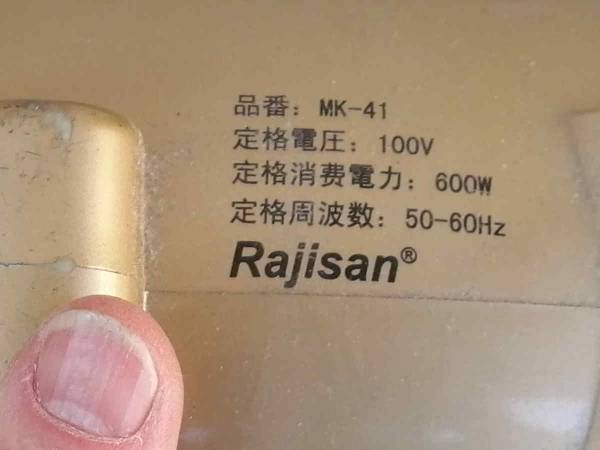 品番: MK-41
定格電圧: 100V
定格消费電力: 600W
定格周波数: 50-60Hz
Rajisan®